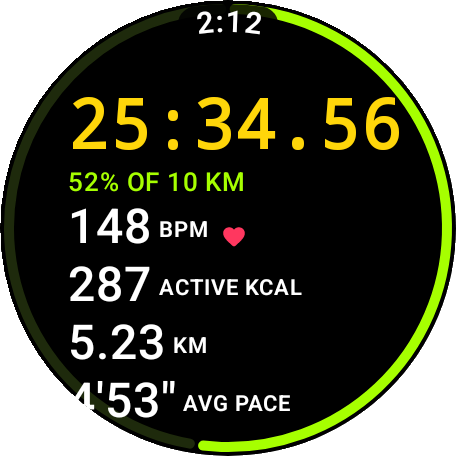 2:12
25:34.56
52% OF 10 KM
148 BPM
287 ACTIVE KCAL
5.23 KM
4'53" AVG PACE